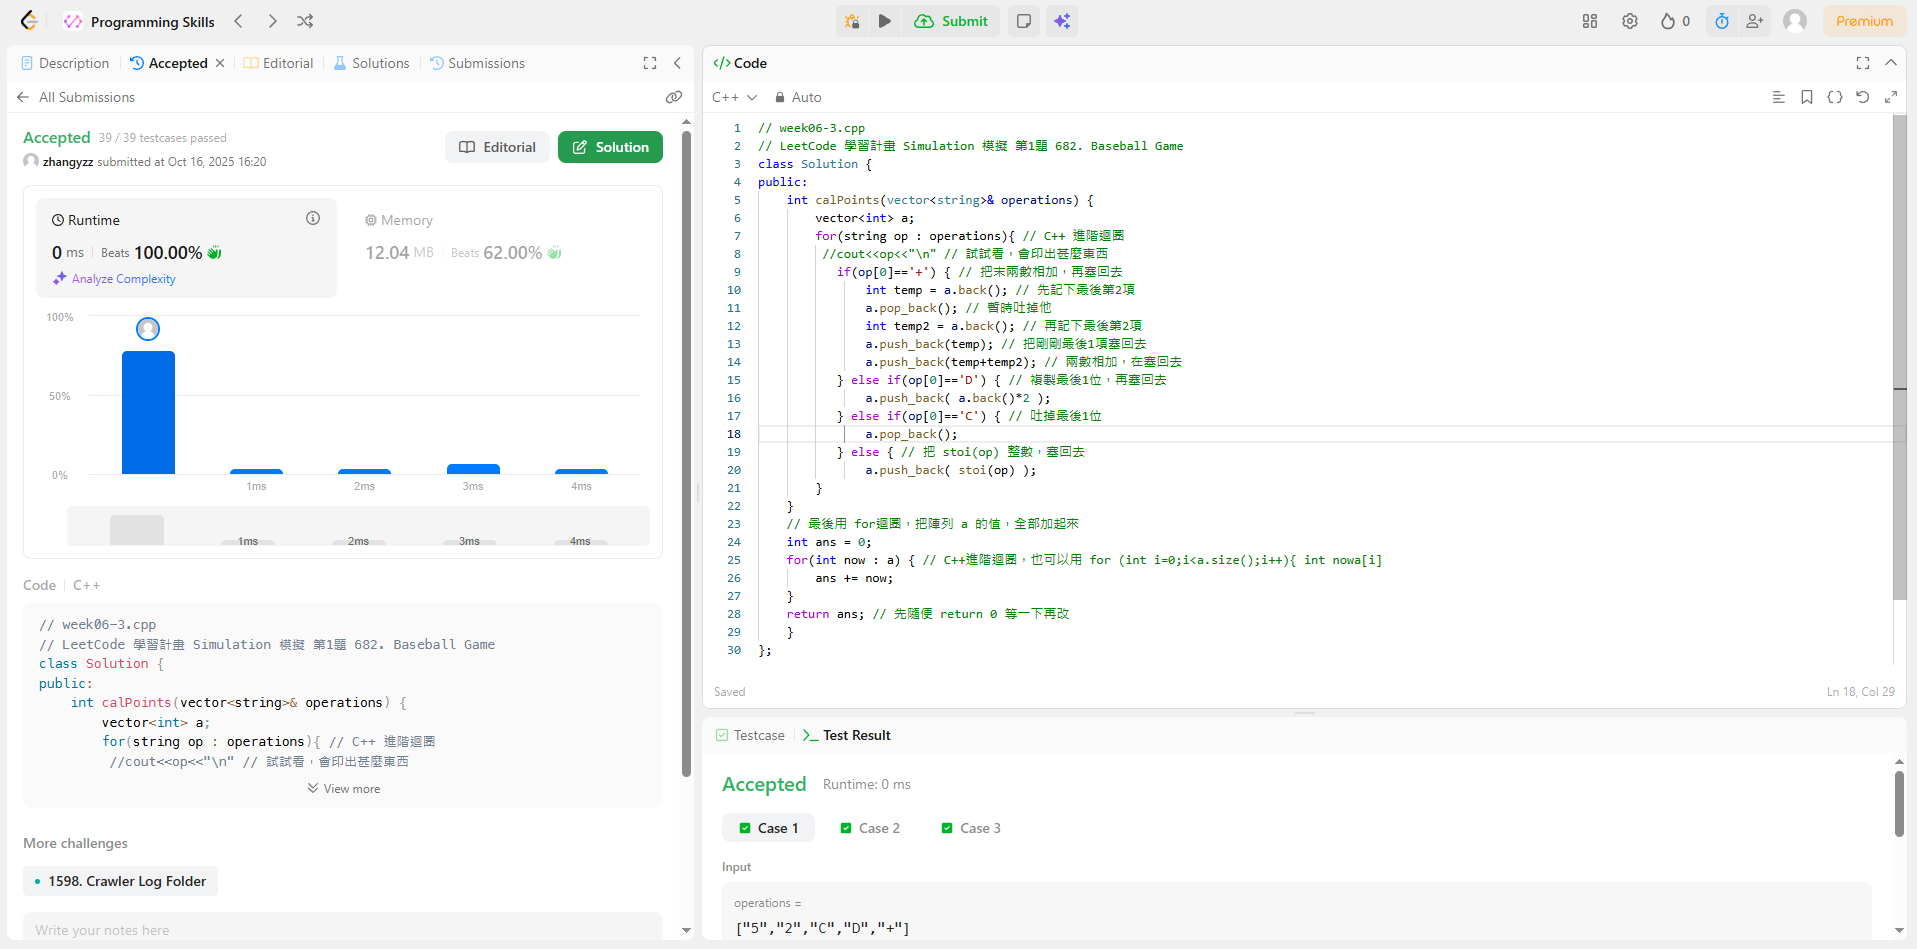 Programming Skills
Submit
0
Premium
Description
Accepted
Editorial
Solutions
Submissions
All Submissions
Accepted 39 / 39 testcases passed
zhangyzz submitted at Oct 16, 2025 16:20
Editorial
Solution
Runtime
0 ms Beats 100.00%
Analyze Complexity
Memory
12.04 MB Beats 62.00%
100%
50%
0%
1ms 2ms 3ms 4ms
1ms 2ms 3ms 4ms
Code C++
// week06-3.cpp
// LeetCode 學習計畫 Simulation 模擬 第1題 682. Baseball Game
class Solution {
public:
    int calPoints(vector<string>& operations) {
        vector<int> a;
        for(string op : operations){ // C++ 進階迴圈
         //cout<<op<<"\n" // 試試看，會印出甚麼東西
View more
More challenges
1598. Crawler Log Folder
Write your notes here
</> Code
C++ Auto
1 // week06-3.cpp
2 // LeetCode 學習計畫 Simulation 模擬 第1題 682. Baseball Game
3 class Solution {
4 public:
5     int calPoints(vector<string>& operations) {
6         vector<int> a;
7         for(string op : operations){ // C++ 進階迴圈
8          //cout<<op<<"\n" // 試試看，會印出甚麼東西
9            if(op[0]=='+') { // 把末兩數相加，再塞回去
10                int temp = a.back(); // 先記下最後第2項
11                a.pop_back(); // 暫時吐掉他
12                int temp2 = a.back(); // 再記下最後第2項
13                a.push_back(temp); // 把剛剛最後1項塞回去
14                a.push_back(temp+temp2); // 兩數相加，在塞回去
15            } else if(op[0]=='D') { // 複製最後1位，再塞回去
16                a.push_back( a.back()*2 );
17            } else if(op[0]=='C') { // 吐掉最後1位
18                a.pop_back();
19            } else { // 把 stoi(op) 整數，塞回去
20                a.push_back( stoi(op) );
21         }
22     }
23     // 最後用 for迴圈，把陣列 a 的值，全部加起來
24     int ans = 0;
25     for(int now : a) { // C++進階迴圈，也可以用 for (int i=0;i<a.size();i++){ int nowa[i]
26         ans += now;
27     }
28     return ans; // 先隨便 return 0 等一下再改
29     }
30 };
Saved
Ln 18, Col 29
Testcase
Test Result
Accepted Runtime: 0 ms
Case 1 Case 2 Case 3
Input
operations =
["5","2","C","D","+"]